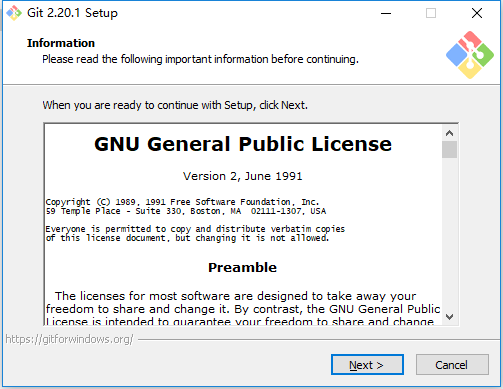 Git 2.20.1 Setup
Information
Please read the following important information before continuing.
When you are ready to continue with Setup, click Next.
GNU General Public License
Version 2, June 1991
Copyright (C) 1989, 1991 Free Software Foundation, Inc.
59 Temple Place - Suite 330, Boston, MA  02111-1307, USA
Everyone is permitted to copy and distribute verbatim copies
of this license document, but changing it is not allowed.
Preamble
The licenses for most software are designed to take away your
freedom to share and change it. By contrast, the GNU General Public
License is intended to guarantee your freedom to share and change
https://gitforwindows.org/
Next >
Cancel